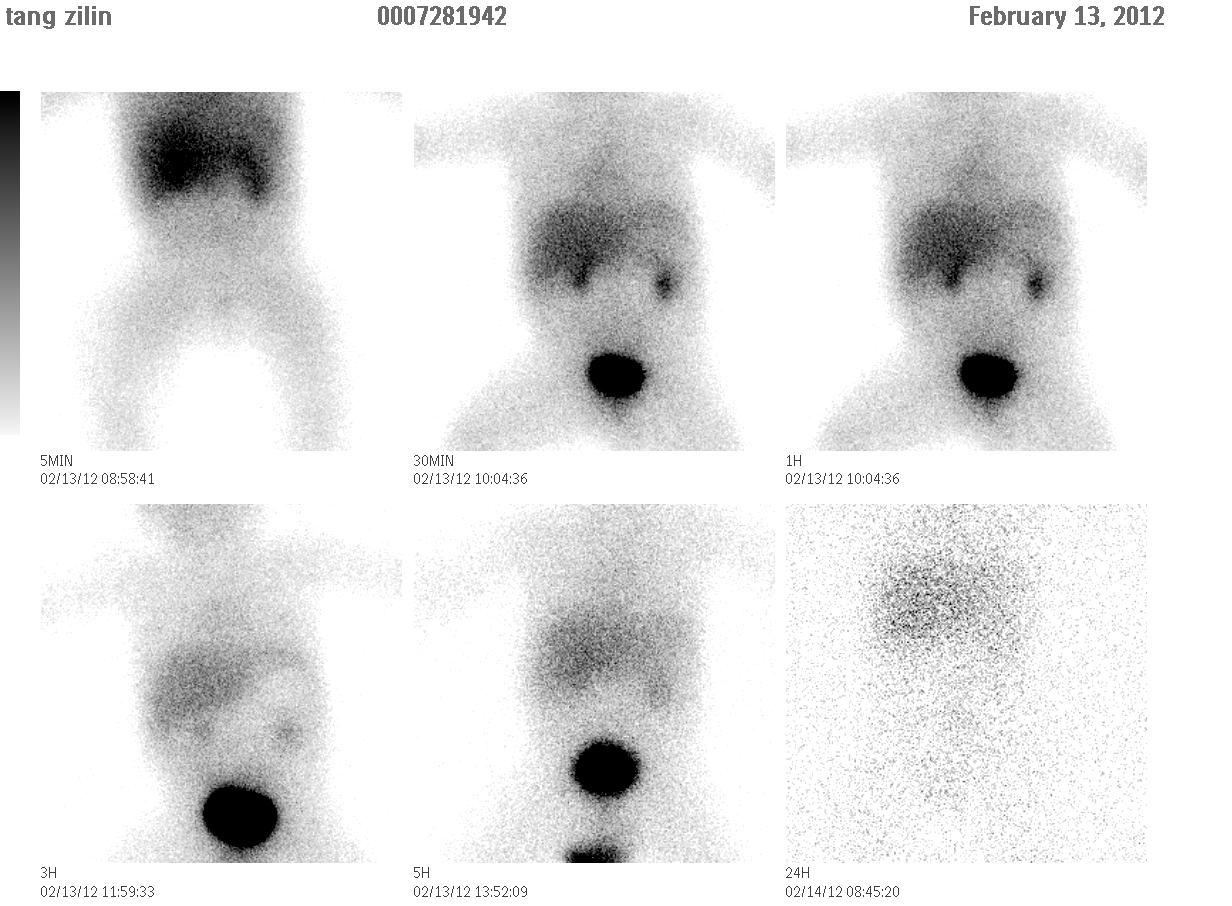 tang zilin 0007281942 February 13, 2012
5MIN
02/13/12 08:58:41
30MIN
02/13/12 10:04:36
1H
02/13/12 10:04:36
3H
02/13/12 11:59:33
5H
02/13/12 13:52:09
24H
02/14/12 08:45:20